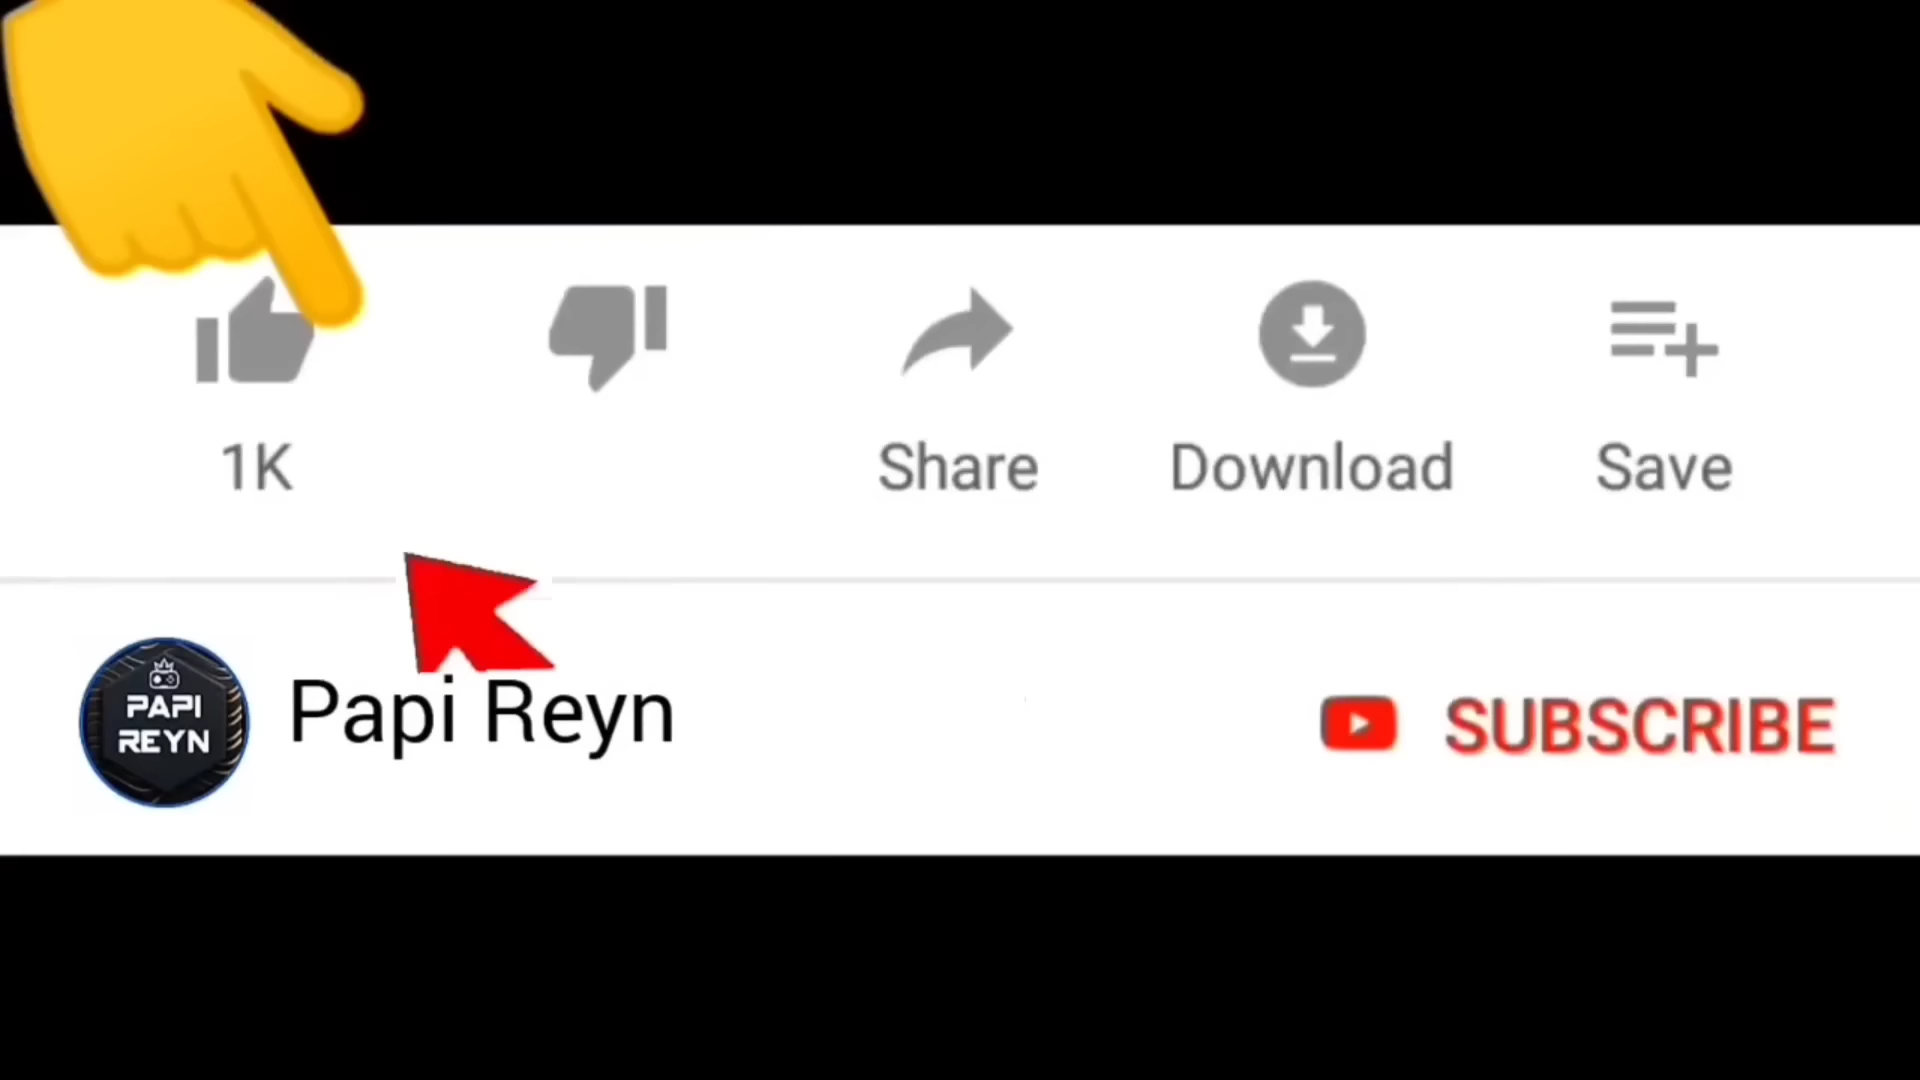 1K
Share
Download
Save
PAPI
REYN
Papi Reyn
SUBSCRIBE